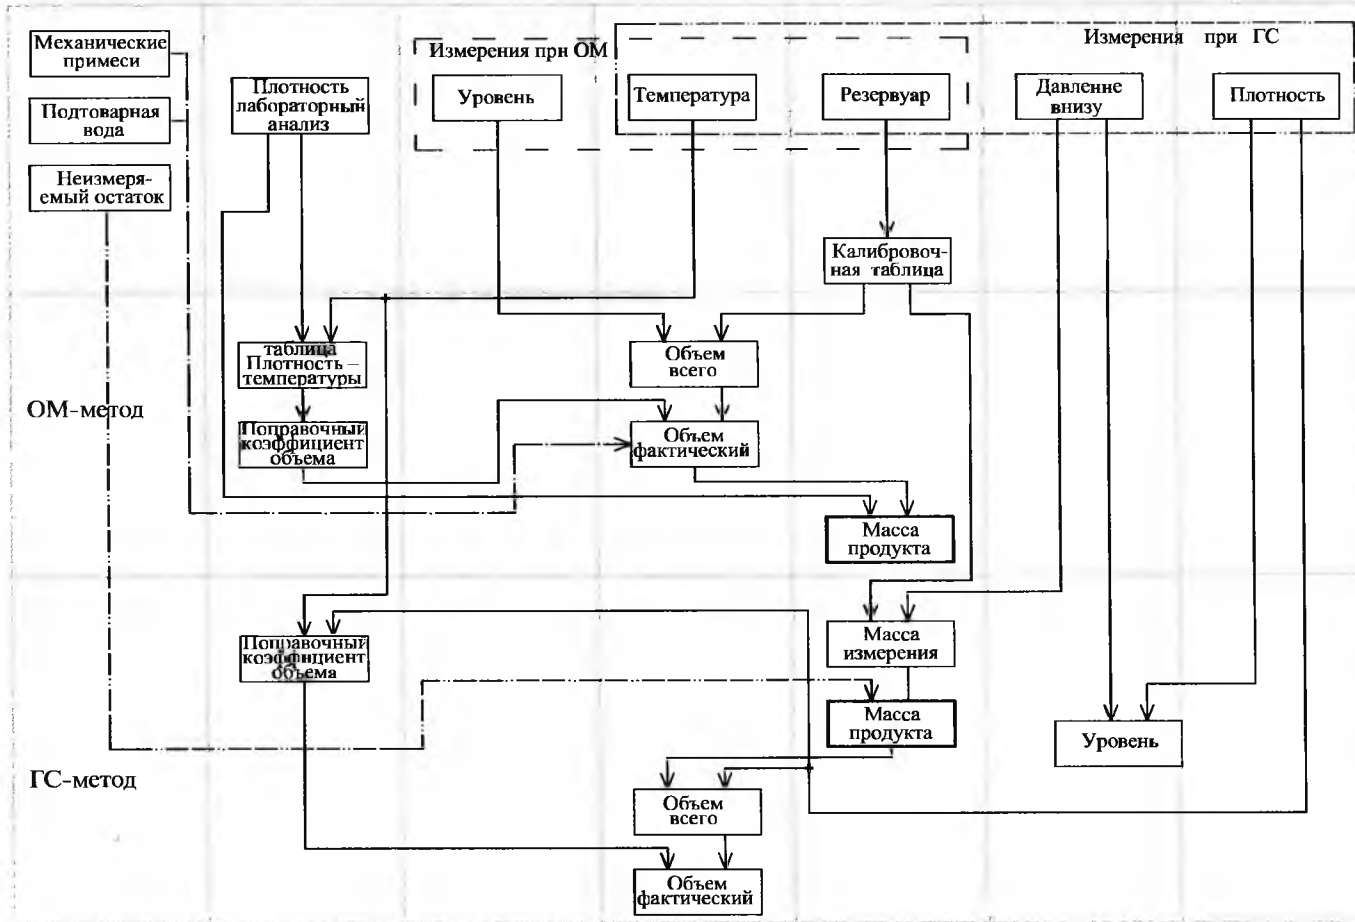 Механические
примеси
Подтоварная
вода
Неизмеря-
емый остаток
Плотность
лабораторный
анализ
Измерения при ОМ
Уровень
Температура
Резервуар
Измерения при ГС
Давление
внизу
Плотность
Калибровоч-
ная таблица
таблица
Плотность –
температуры
Объем
всего
ОМ-метод
Поправочный
коэффициент
объема
Объем
фактический
Масса
продукта
Поправочный
коэффициент
объема
Масса
измерения
Масса
продукта
Уровень
ГС-метод
Объем
всего
Объем
фактический